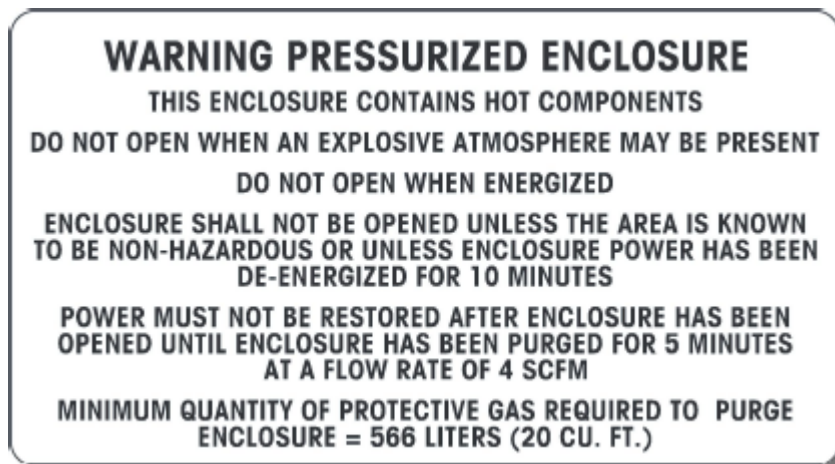 WARNING PRESSURIZED ENCLOSURE
THIS ENCLOSURE CONTAINS HOT COMPONENTS
DO NOT OPEN WHEN AN EXPLOSIVE ATMOSPHERE MAY BE PRESENT
DO NOT OPEN WHEN ENERGIZED
ENCLOSURE SHALL NOT BE OPENED UNLESS THE AREA IS KNOWN
TO BE NON-HAZARDOUS OR UNLESS ENCLOSURE POWER HAS BEEN
DE-ENERGIZED FOR 10 MINUTES
POWER MUST NOT BE RESTORED AFTER ENCLOSURE HAS BEEN
OPENED UNTIL ENCLOSURE HAS BEEN PURGED FOR 5 MINUTES
AT A FLOW RATE OF 4 SCFM
MINIMUM QUANTITY OF PROTECTIVE GAS REQUIRED TO PURGE
ENCLOSURE = 566 LITERS (20 CU. FT.)